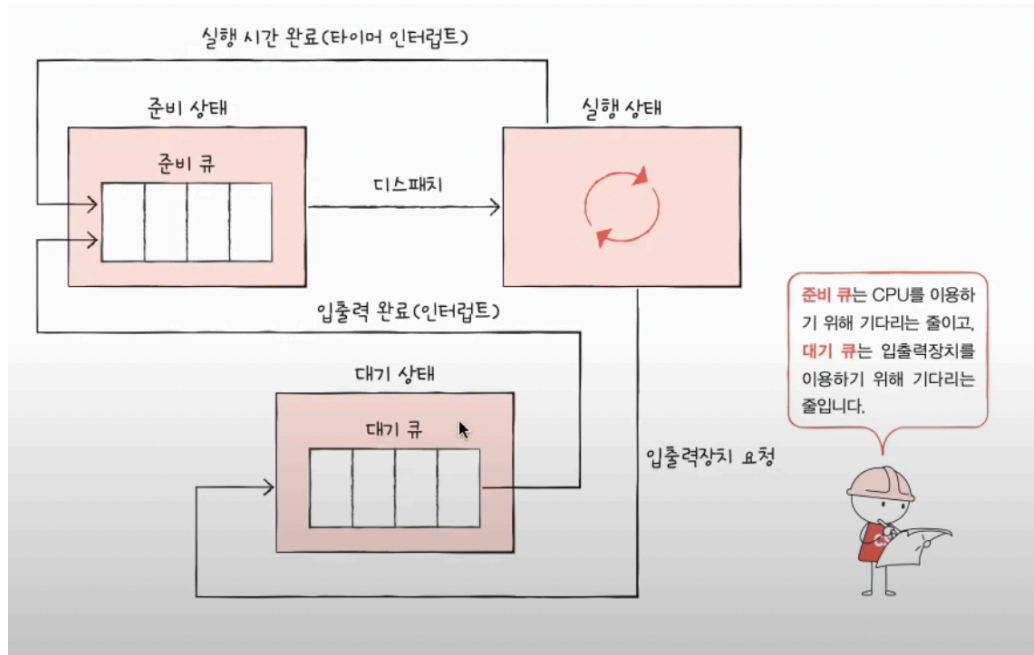 실행 시간 완료(타이머 인터럽트)
준비 상태
실행 상태
준비 큐
디스패치
입출력 완료(인터럽트)
준비 큐는 CPU를 이용하
기 위해 기다리는 줄이고,
대기 큐는 입출력장치를
이용하기 위해 기다리는
줄입니다.
대기 상태
대기 큐
입출력장치 요청